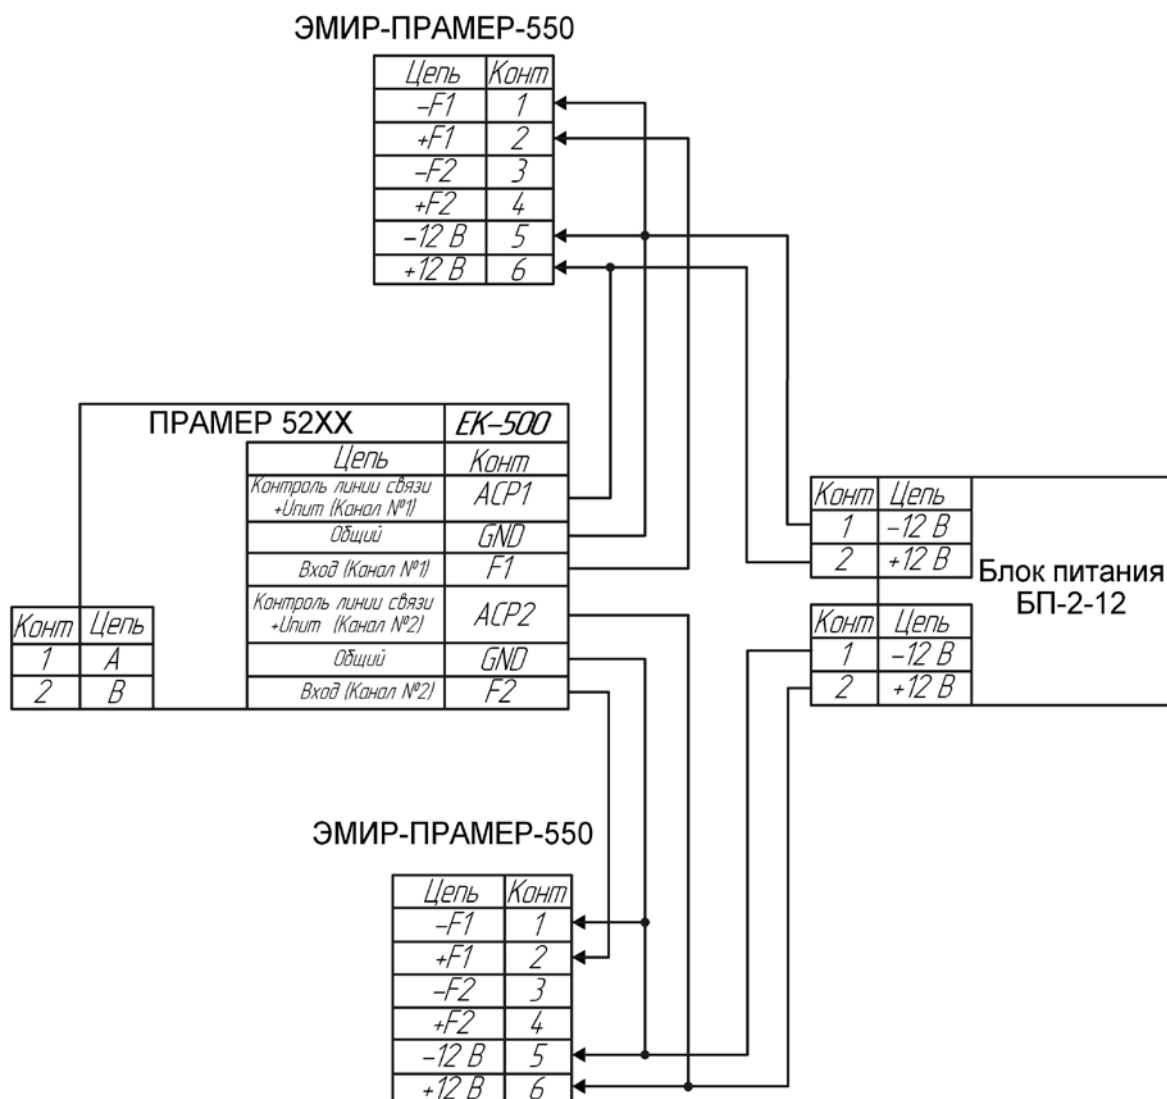 ЭМИР-ПРАМЕР-550
Цепь Конт
-F1 1
+F1 2
-F2 3
+F2 4
-12 В 5
+12 В 6
ПРАМЕР 52ХХ ЕК-500
Цепь Конт
Контроль линии связи
+Uпит (Канал №1) АСР1
Общий GND
Вход (Канал №1) F1
Контроль линии связи
+Uпит (Канал №2) АСР2
Общий GND
Вход (Канал №2) F2
Конт Цепь
1 А
2 В
Конт Цепь
1 -12 В
2 +12 В
Блок питания
БП-2-12
Конт Цепь
1 -12 В
2 +12 В
ЭМИР-ПРАМЕР-550
Цепь Конт
-F1 1
+F1 2
-F2 3
+F2 4
-12 В 5
+12 В 6